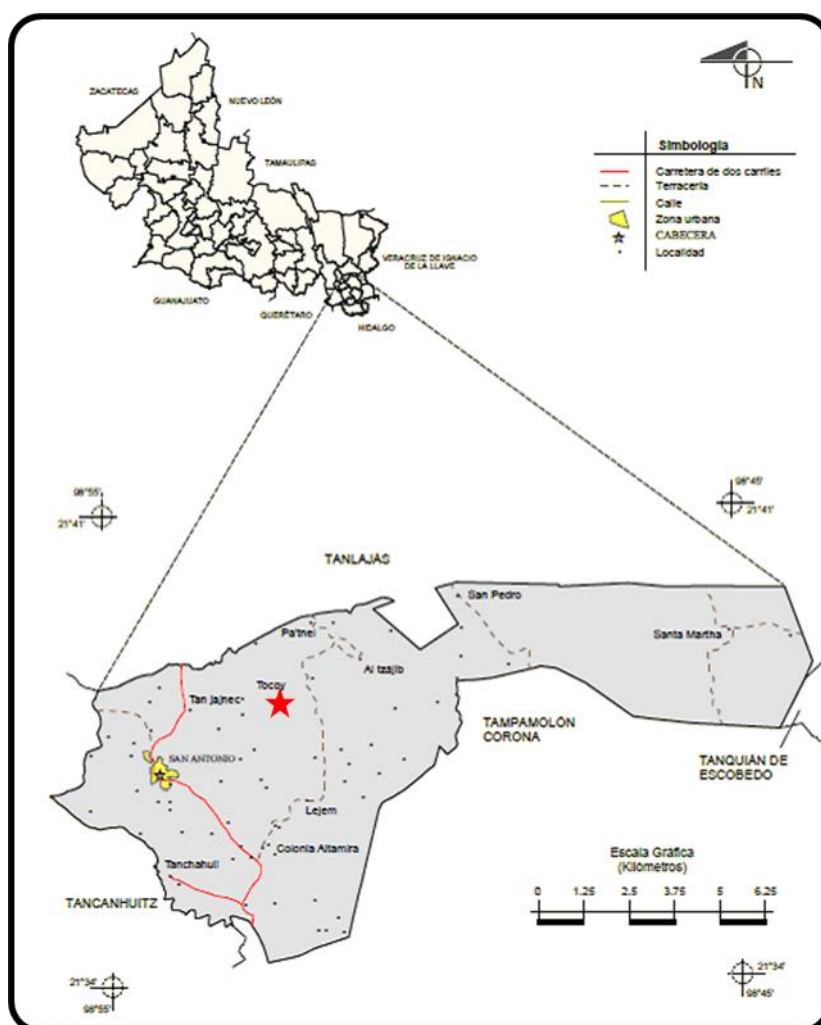 ZACATECAS
NUEVO LEÓN
TAMAULIPAS
VERACRUZ DE IGNACIO
DE LA LLAVE
GUANAJUATO
QUERÉTARO
HIDALGO
N
Simbología
Carretera de dos carriles
Terracería
Calle
Zona urbana
CABECERA
Localidad
98°55'
21°41'
98°45'
21°41'
TANLAJÁS
San Pedro
Pa'tnel
Santa Martha
Al tzajib
Tocoy
Tan jajnec
TAMPAMOLÓN
CORONA
SAN ANTONIO
TANQUIÁN DE
ESCOBEDO
Lejem
Colonia Altamira
Tanchahuil
TANCANHUITZ
Escala Gráfica
(Kilómetros)
0 1.25 2.5 3.75 5 6.25
21°34'
98°55'
21°34'
98°45'